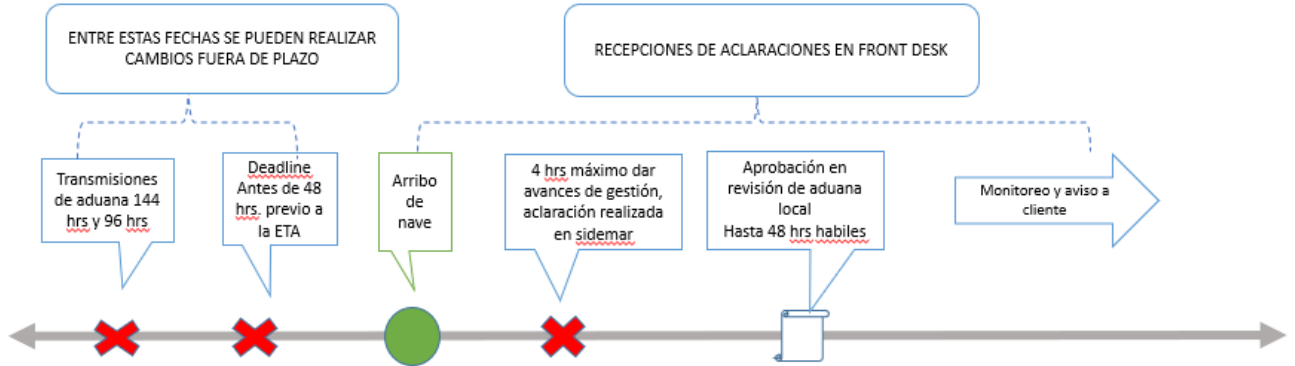 ENTRE ESTAS FECHAS SE PUEDEN REALIZAR
CAMBIOS FUERA DE PLAZO
RECEPCIONES DE ACLARACIONES EN FRONT DESK
Transmisiones
de aduana 144
hrs y 96 hrs
Deadline
Antes de 48
hrs. previo a
la ETA
Arribo
de
nave
4 hrs máximo dar
avances de gestión,
aclaración realizada
en sidemar
Aprobación en
revisión de aduana
local
Hasta 48 hrs habiles
Monitoreo y aviso a
cliente